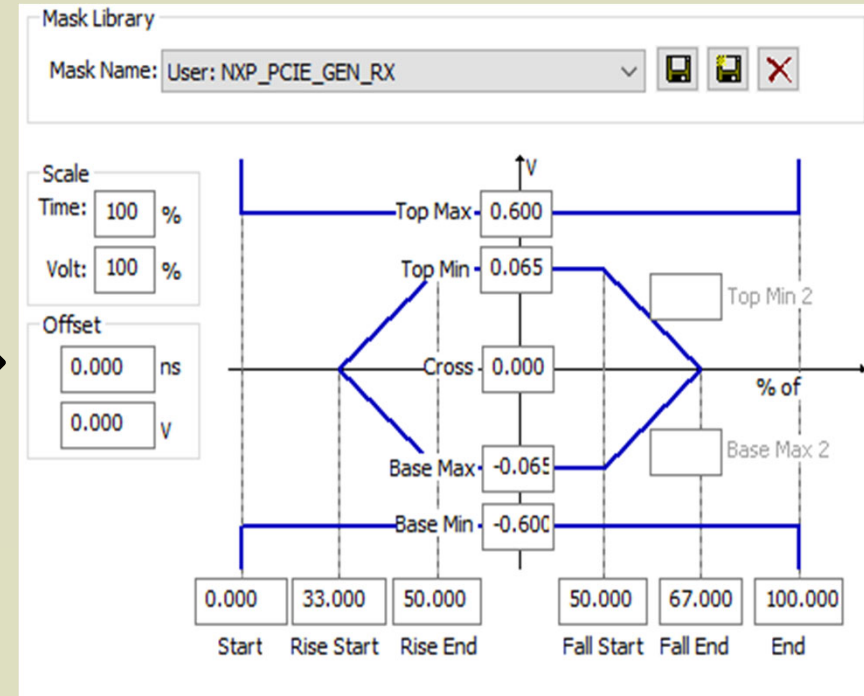 Mask Library
Mask Name: User: NXP_PCIE_GEN_RX
Scale
Time: 100 %
Volt: 100 %
Offset
0.000 ns
0.000 V
V
Top Max 0.600
Top Min 0.065
Top Min 2
Cross 0.000
% of
Base Max -0.065
Base Max 2
Base Min -0.600
0.000 33.000 50.000 50.000 67.000 100.000
Start Rise Start Rise End Fall Start Fall End End